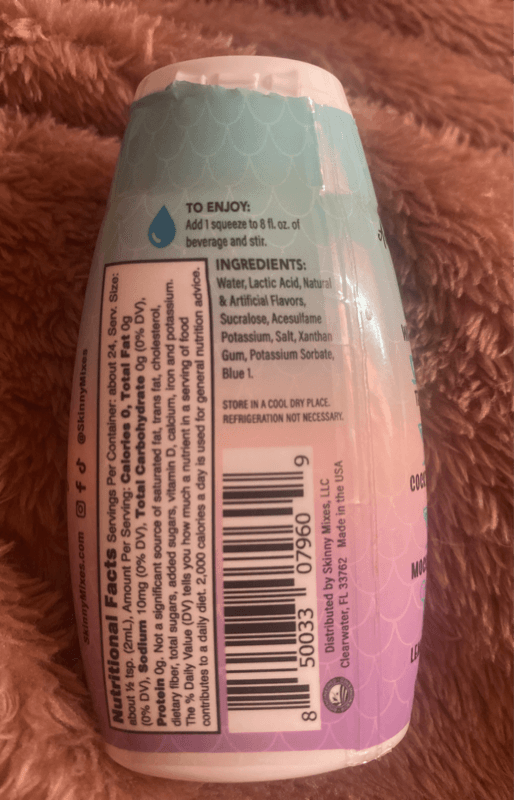 TO ENJOY:
Add 1 squeeze to 8 fl. oz. of
beverage and stir.
INGREDIENTS:
Water, Lactic Acid, Natural
& Artificial Flavors,
Sucralose, Acesulfame
Potassium, Salt, Xanthan
Gum, Potassium Sorbate,
Blue 1.
STORE IN A COOL DRY PLACE.
REFRIGERATION NOT NECESSARY.
SkinnyMixes.com @SkinnyMixes
Nutritional Facts Servings Per Container: about 24, Serv. Size:
about ½ tsp. (2mL), Amount Per Serving: Calories 0, Total Fat 0g
(0% DV), Sodium 10mg (0% DV), Total Carbohydrate 0g (0% DV),
Protein 0g. Not a significant source of saturated fat, trans fat, cholesterol,
dietary fiber, total sugars, added sugars, vitamin D, calcium, iron and potassium.
The % Daily Value (DV) tells you how much a nutrient in a serving of food
contributes to a daily diet. 2,000 calories a day is used for general nutrition advice.
8 50033 07960 9
Distributed by Skinny Mixes, LLC
Clearwater, FL 33762 Made in the USA